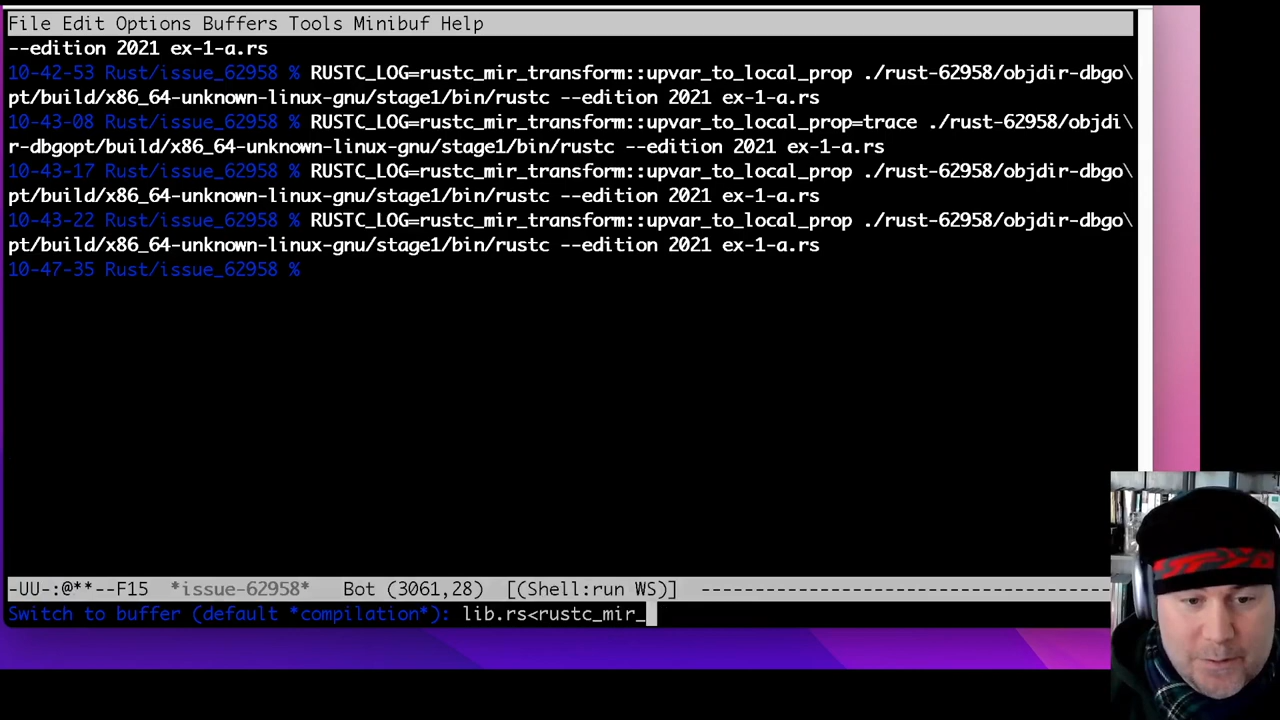 File Edit Options Buffers Tools Minibuf Help
--edition 2021 ex-1-a.rs
10-42-53 Rust/issue_62958 % RUSTC_LOG=rustc_mir_transform::upvar_to_local_prop ./rust-62958/objdir-dbgo\
pt/build/x86_64-unknown-linux-gnu/stage1/bin/rustc --edition 2021 ex-1-a.rs
10-43-08 Rust/issue_62958 % RUSTC_LOG=rustc_mir_transform::upvar_to_local_prop=trace ./rust-62958/objdi\
r-dbgopt/build/x86_64-unknown-linux-gnu/stage1/bin/rustc --edition 2021 ex-1-a.rs
10-43-17 Rust/issue_62958 % RUSTC_LOG=rustc_mir_transform::upvar_to_local_prop ./rust-62958/objdir-dbgo\
pt/build/x86_64-unknown-linux-gnu/stage1/bin/rustc --edition 2021 ex-1-a.rs
10-43-22 Rust/issue_62958 % RUSTC_LOG=rustc_mir_transform::upvar_to_local_prop ./rust-62958/objdir-dbgo\
pt/build/x86_64-unknown-linux-gnu/stage1/bin/rustc --edition 2021 ex-1-a.rs
10-47-35 Rust/issue_62958 %
-UU-:@**--F15 *issue-62958* Bot (3061,28) [(Shell:run WS)] ------------------------------------------------
Switch to buffer (default *compilation*): lib.rs<rustc_mir_